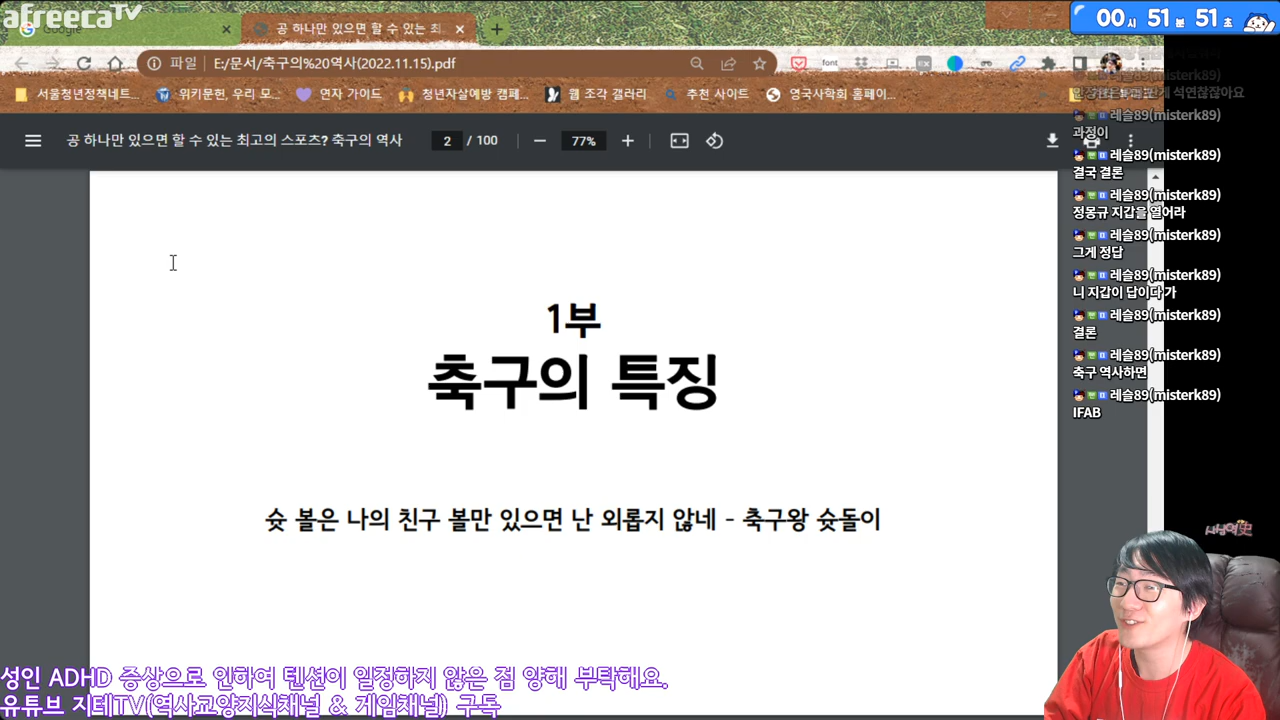 afreecaTV
Google
공 하나만 있으면 할 수 있는 최
00시 51분 51초
파일
E:/문서/축구의%20역사(2022.11.15).pdf
서울청년정책네트...
위키문헌, 우리 모...
연자 가이드
청년자살예방 캠페...
웹 조각 갤러리
추천 사이트
영국사학회 홈페이...
공 하나만 있으면 할 수 있는 최고의 스포츠? 축구의 역사
2 / 100
77%
레슬89(misterk89)
레슬89(misterk89)
과정이
레슬89(misterk89)
결국 결론
레슬89(misterk89)
정몽규 지갑을 열어라
레슬89(misterk89)
그게 정답
레슬89(misterk89)
니 지갑이 답이다 가
레슬89(misterk89)
결론
레슬89(misterk89)
축구 역사하면
레슬89(misterk89)
IFAB
1부
축구의 특징
슛 볼은 나의 친구 볼만 있으면 난 외롭지 않네 - 축구왕 슛돌이
성인 ADHD 증상으로 인하여 텐션이 일정하지 않은 점 양해 부탁해요.
유튜브 지테TV(역사교양지식채널 & 게임채널) 구독